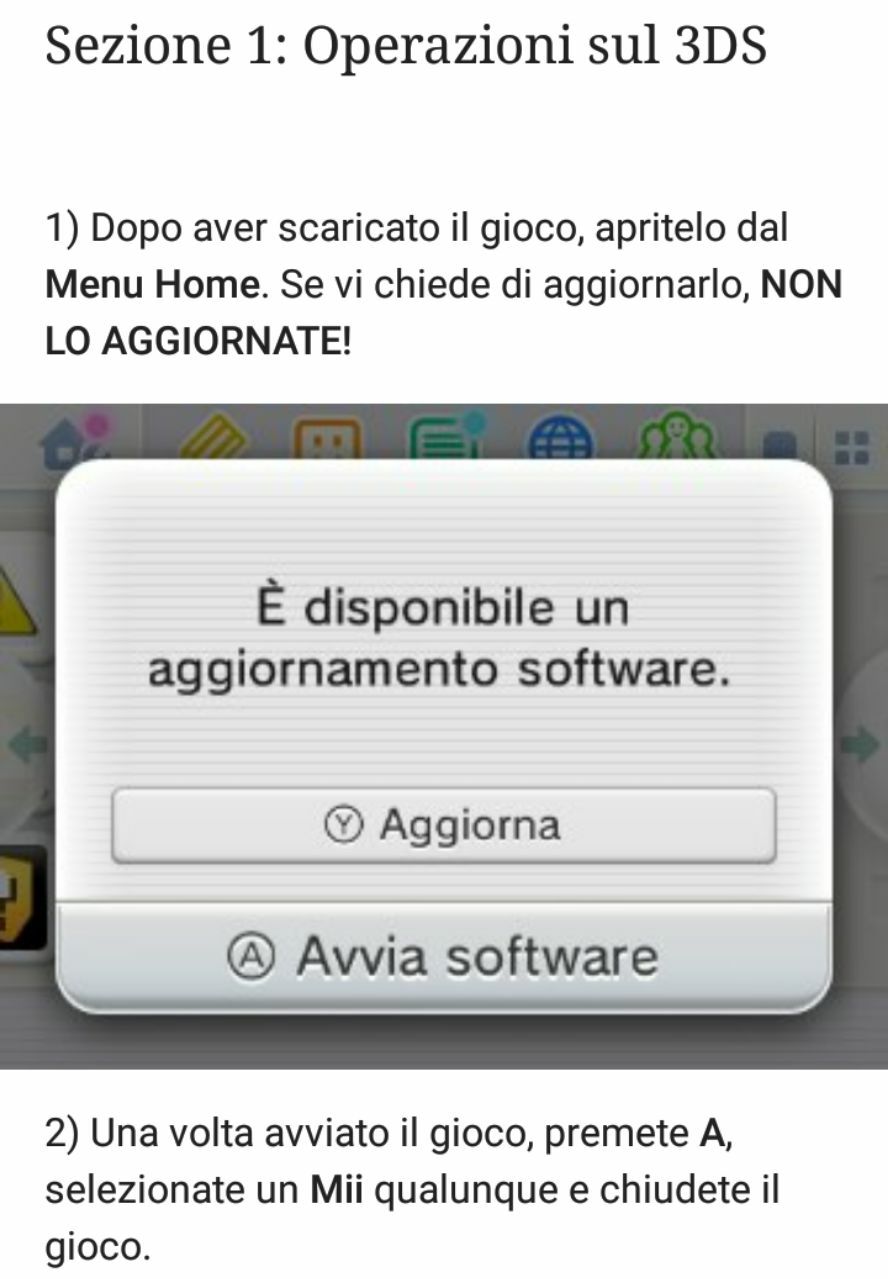 Sezione 1: Operazioni sul 3DS
1) Dopo aver scaricato il gioco, apritelo dal
Menu Home. Se vi chiede di aggiornarlo, NON
LO AGGIORNATE!
È disponibile un
aggiornamento software.
Ⓨ Aggiorna
Ⓐ Avvia software
2) Una volta avviato il gioco, premete A,
selezionate un Mii qualunque e chiudete il
gioco.